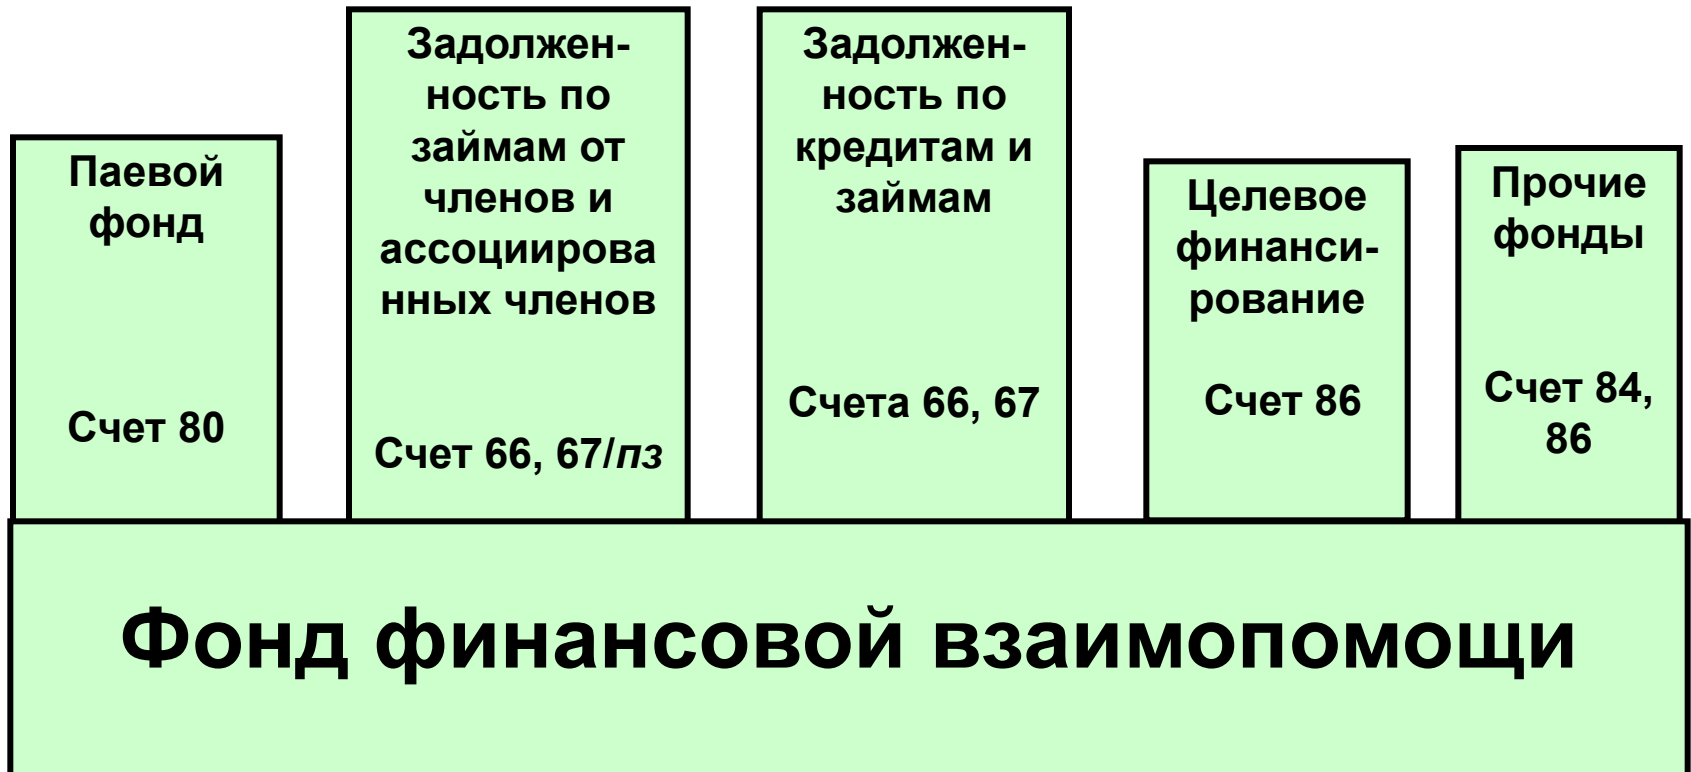 Паевой
фонд
Счет 80
Задолжен-
ность по
займам от
членов и
ассоциирова
нных членов
Счет 66, 67/пз
Задолжен-
ность по
кредитам и
займам
Счета 66, 67
Целевое
финанси-
рование
Счет 86
Прочие
фонды
Счет 84,
86
Фонд финансовой взаимопомощи